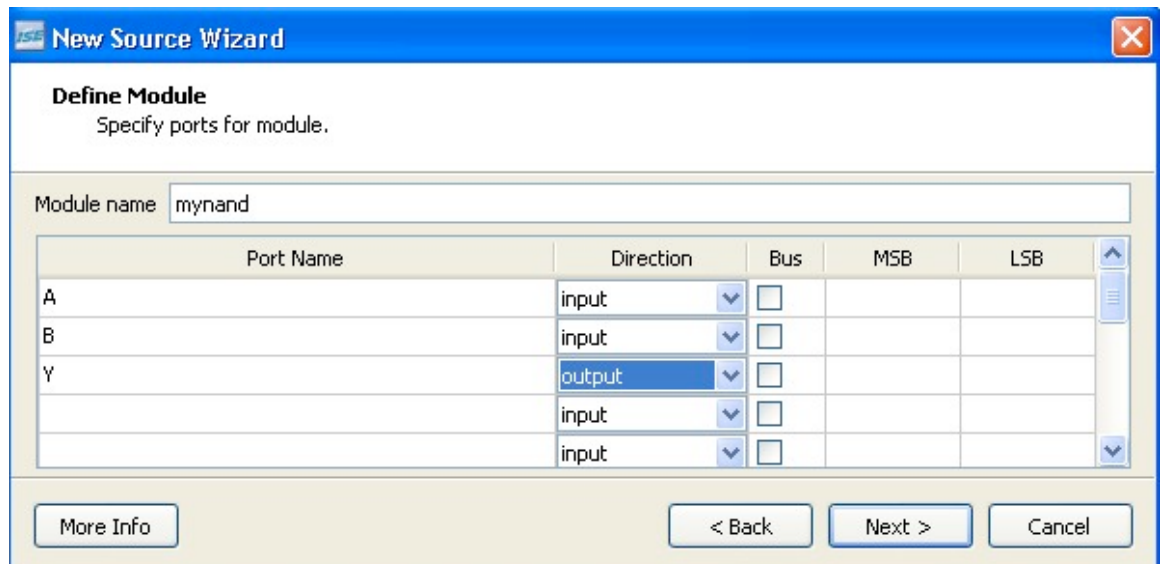 ISE New Source Wizard
Define Module
Specify ports for module.
Module name mynand
Port Name Direction Bus MSB LSB
A input
B input
Y output
input
input
More Info < Back Next > Cancel